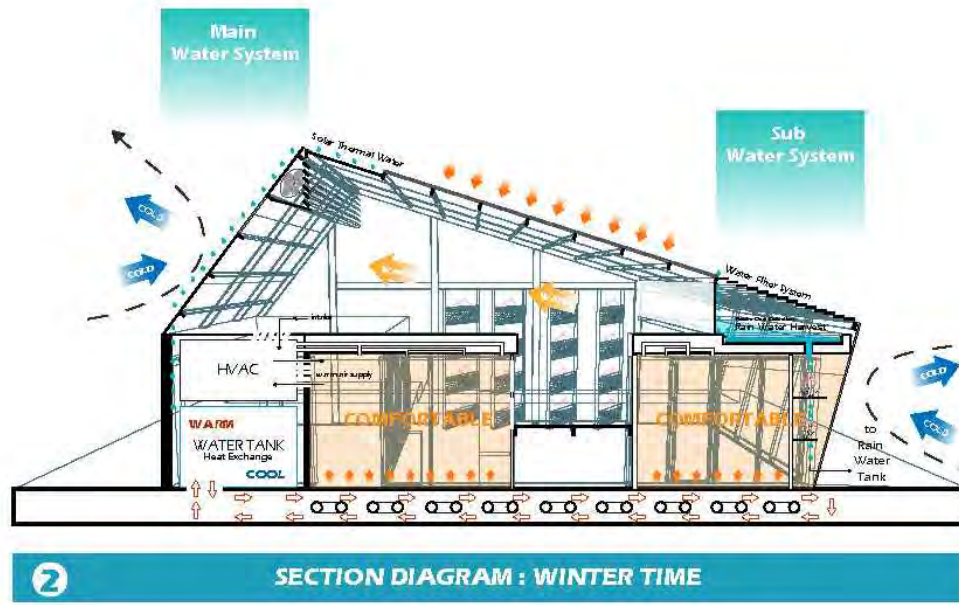 Main
Water System
Sub
Water System
Solar Thermal Water
COLD
COLD
Water Filter System
Rain Water Harvest
intake
HVAC
warm air supply
COLD
COLD
COMFORTABLE
COMFORTABLE
WARM
WATER TANK
Heat Exchange
COOL
to
Rain
Water
Tank
2
SECTION DIAGRAM : WINTER TIME